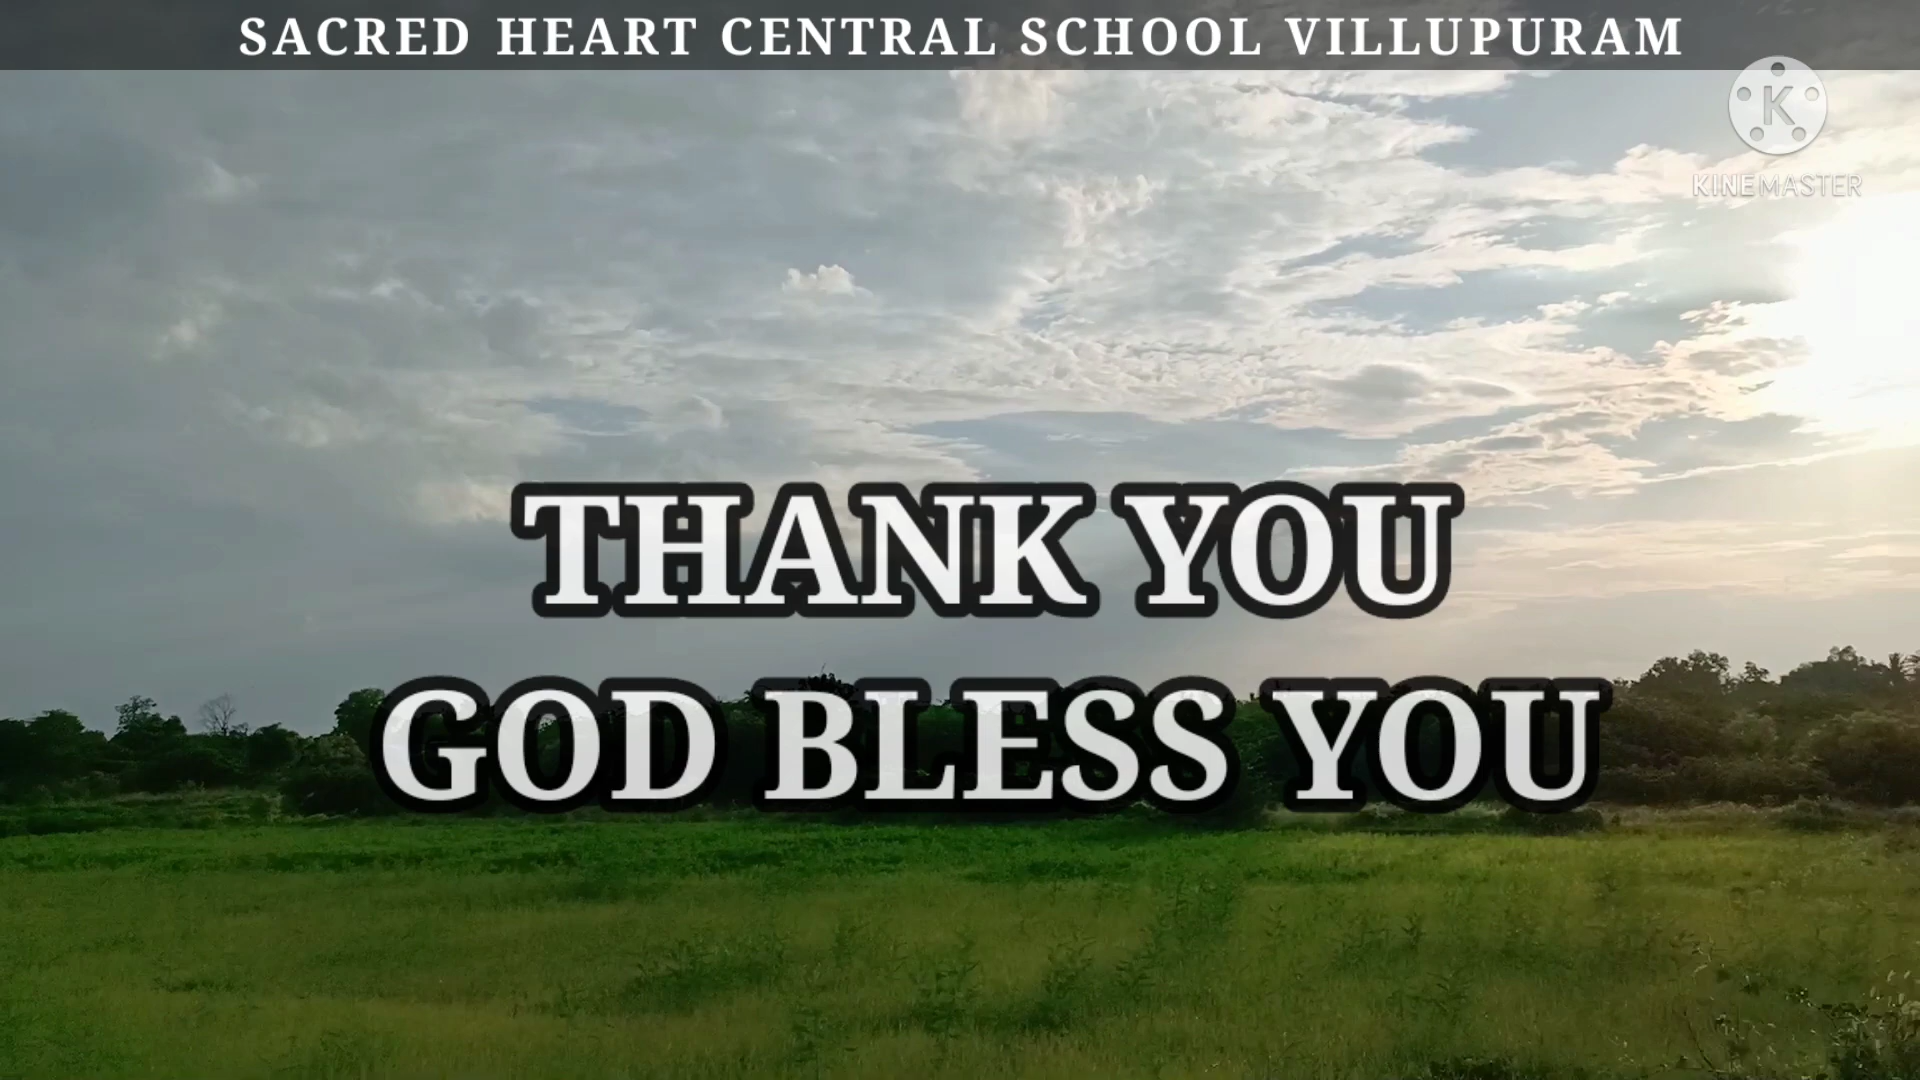 SACRED HEART CENTRAL SCHOOL VILLUPURAM
K
KINEMASTER
THANK YOU
GOD BLESS YOU